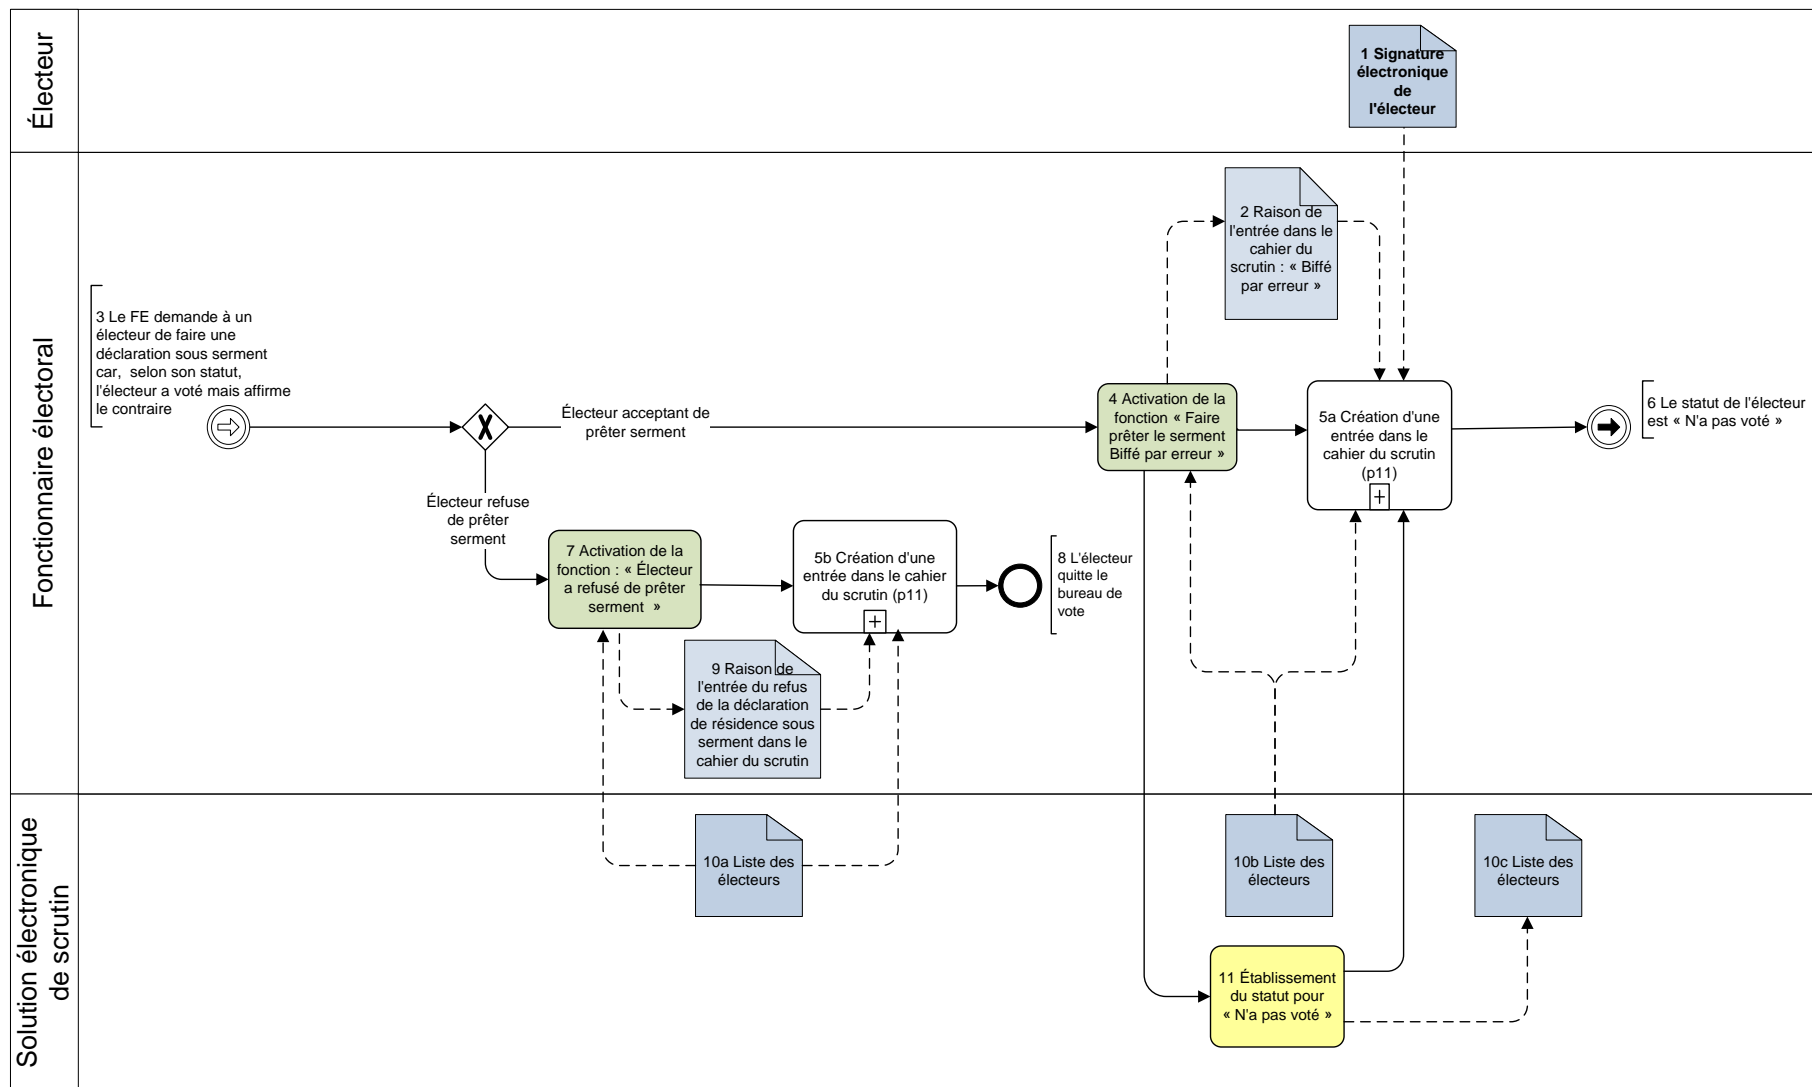 Électeur
1 Signature
électronique
de
l'électeur
Fonctionnaire électoral
2 Raison de
l'entrée dans le
cahier du
scrutin : « Biffé
par erreur »
3 Le FE demande à un
électeur de faire une
déclaration sous serment
car,  selon son statut,
l'électeur a voté mais affirme
le contraire
Électeur acceptant de
prêter serment
4 Activation de la
fonction « Faire
prêter le serment
Biffé par erreur »
5a Création d'une
entrée dans le
cahier du scrutin
(p11)
6 Le statut de l'électeur
est « N'a pas voté »
Électeur refuse
de prêter
serment
7 Activation de la
fonction : « Électeur
a refusé de prêter
serment  »
5b Création d'une
entrée dans le cahier
du scrutin (p11)
8 L'électeur
quitte le
bureau de
vote
9 Raison de
l'entrée du refus
de la déclaration
de résidence sous
serment dans le
cahier du scrutin
Solution électronique
de scrutin
10a Liste des
électeurs
10b Liste des
électeurs
10c Liste des
électeurs
11 Établissement
du statut pour
« N'a pas voté »